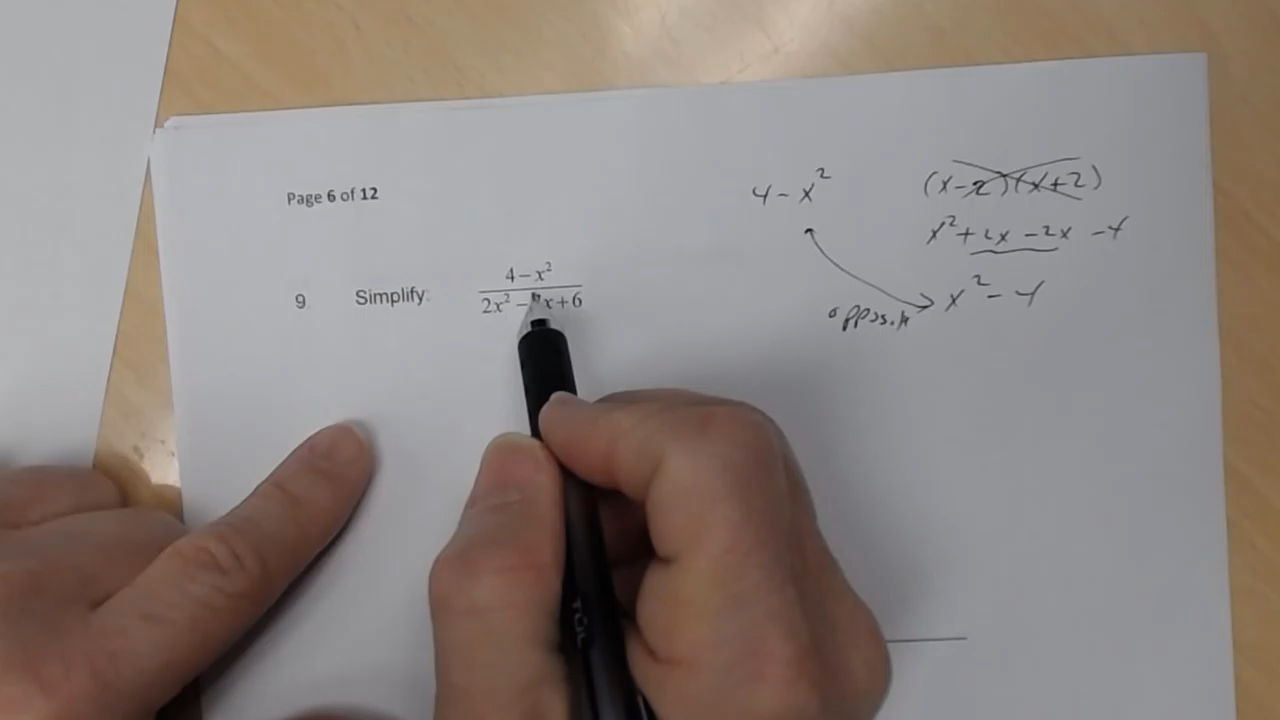 Page 6 of 12
9. Simplify: 4 − x² / 2x² − 7x + 6
4 − x²
(x−2)(x+2)
x² + 2x − 2x − 4
x² − 4